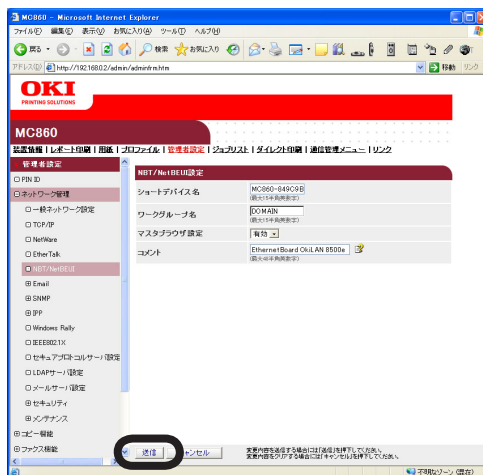 MC860 - Microsoft Internet Explorer
ファイル(F) 編集(E) 表示(V) お気に入り(A) ツール(T) ヘルプ(H)
戻る 検索 お気に入り
アドレス(D) http://192.168.0.2/admin/adminfrm.htm 移動 リンク
OKI
PRINTING SOLUTIONS
MC860
装置情報 | レポート印刷 | 用紙 | プロファイル | 管理者設定 | ジョブリスト | ダイレクト印刷 | 通信管理メニュー | リンク
管理者設定
PIN ID
ネットワーク管理
一般ネットワーク設定
TCP/IP
NetWare
EtherTalk
NBT/NetBEUI
Email
SNMP
IPP
Windows Rally
IEEE802.1X
セキュアプロトコルサーバ設定
LDAPサーバ設定
メールサーバ設定
セキュリティ
メンテナンス
コピー機能
ファクス機能
NBT/NetBEUI設定
ショートデバイス名 MC860-849C9B
(最大15半角英数字)
ワークグループ名 DOMAIN
(最大15半角英数字)
マスタブラウザ設定 有効
コメント EthernetBoard OkiLAN 8500e
(最大48半角英数字)
送信 キャンセル
変更内容を送信する場合には「送信」を押下してください。
変更内容をクリアする場合には「キャンセル」を押下してください。
不明なゾーン (混在)